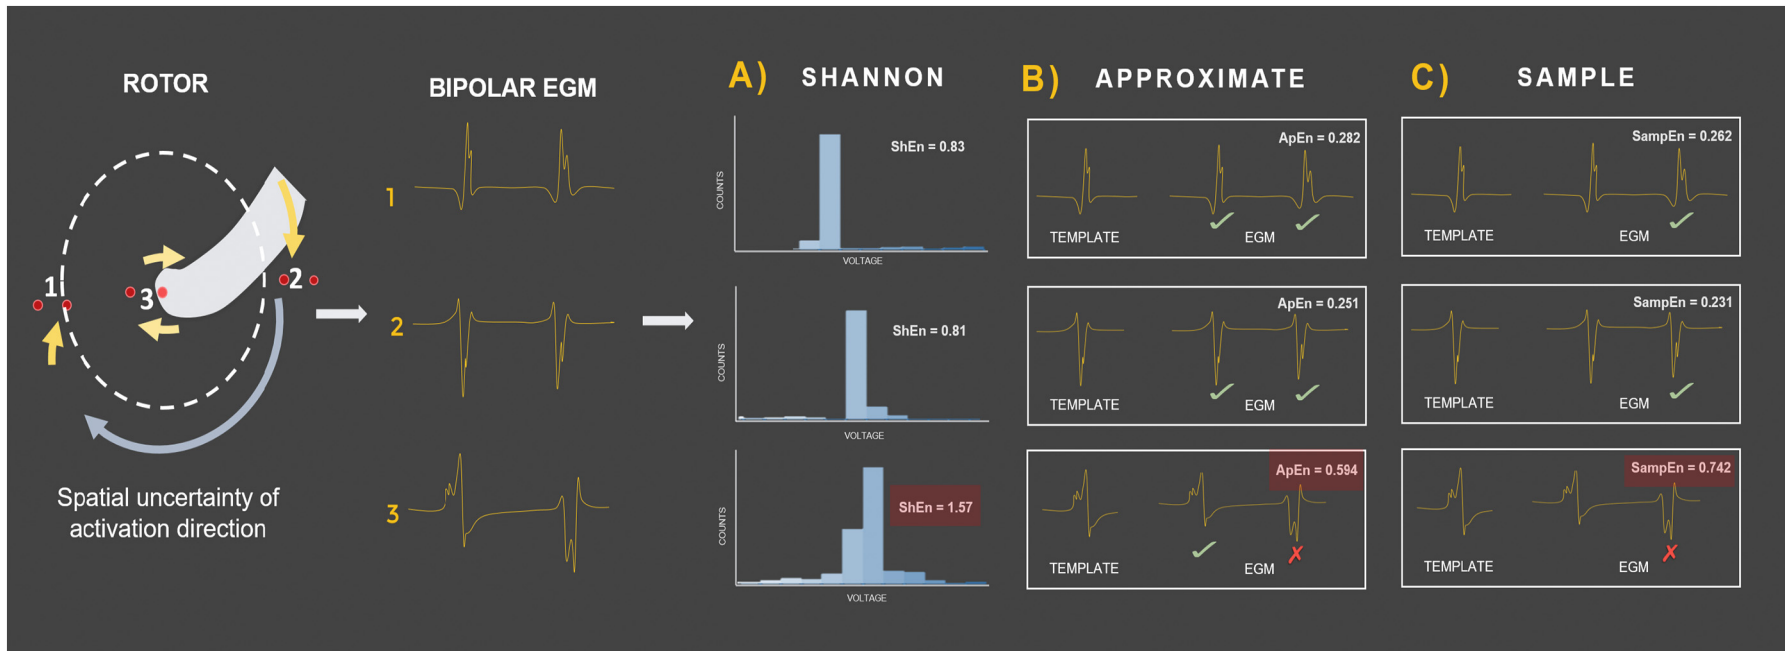 ROTOR
1
2
3
Spatial uncertainty of
activation direction
BIPOLAR EGM
1
2
3
A) SHANNON
COUNTS
ShEn = 0.83
VOLTAGE
COUNTS
ShEn = 0.81
VOLTAGE
COUNTS
ShEn = 1.57
VOLTAGE
B) APPROXIMATE
ApEn = 0.282
TEMPLATE EGM
ApEn = 0.251
TEMPLATE EGM
ApEn = 0.594
TEMPLATE EGM
C) SAMPLE
SampEn = 0.262
TEMPLATE EGM
SampEn = 0.231
TEMPLATE EGM
SampEn = 0.742
TEMPLATE EGM